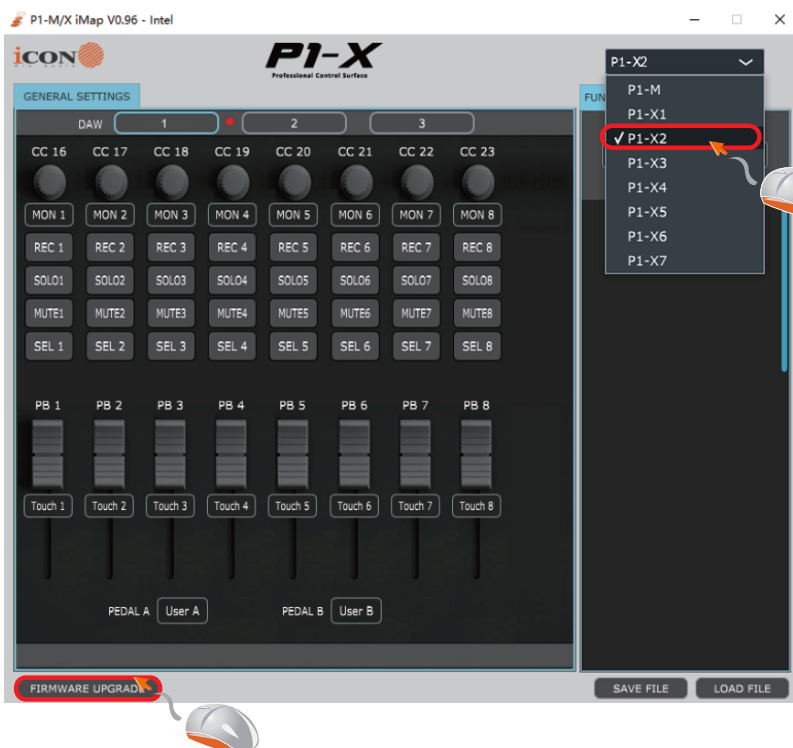 P1-M/X iMap V0.96 - Intel
icon
Pro Audio
P1-X
Professional Control Surface
P1-X2
GENERAL SETTINGS
FUN
P1-M
P1-X1
✓ P1-X2
P1-X3
P1-X4
P1-X5
P1-X6
P1-X7
DAW 1 2 3
CC 16 CC 17 CC 18 CC 19 CC 20 CC 21 CC 22 CC 23
MON 1 MON 2 MON 3 MON 4 MON 5 MON 6 MON 7 MON 8
REC 1 REC 2 REC 3 REC 4 REC 5 REC 6 REC 7 REC 8
SOLO1 SOLO2 SOLO3 SOLO4 SOLO5 SOLO6 SOLO7 SOLO8
MUTE1 MUTE2 MUTE3 MUTE4 MUTE5 MUTE6 MUTE7 MUTE8
SEL 1 SEL 2 SEL 3 SEL 4 SEL 5 SEL 6 SEL 7 SEL 8
PB 1 PB 2 PB 3 PB 4 PB 5 PB 6 PB 7 PB 8
Touch 1 Touch 2 Touch 3 Touch 4 Touch 5 Touch 6 Touch 7 Touch 8
PEDAL A User A PEDAL B User B
FIRMWARE UPGRADE
SAVE FILE LOAD FILE